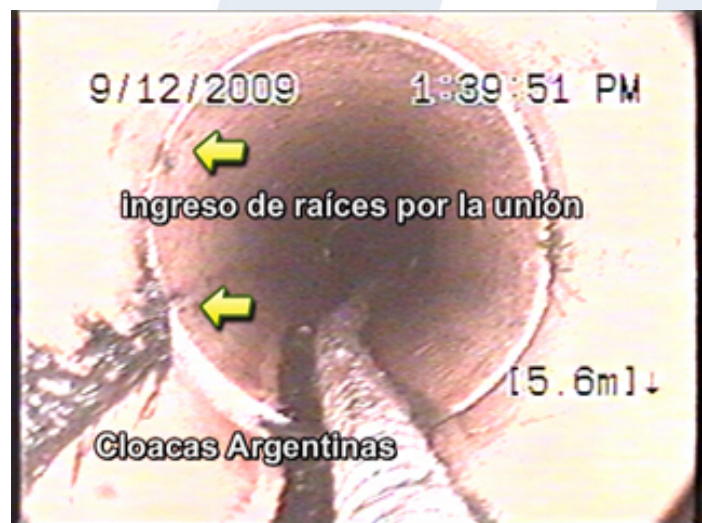 9/12/2009 1:39:51 PM
ingreso de raíces por la unión
[5.6m]↓
Cloacas Argentinas